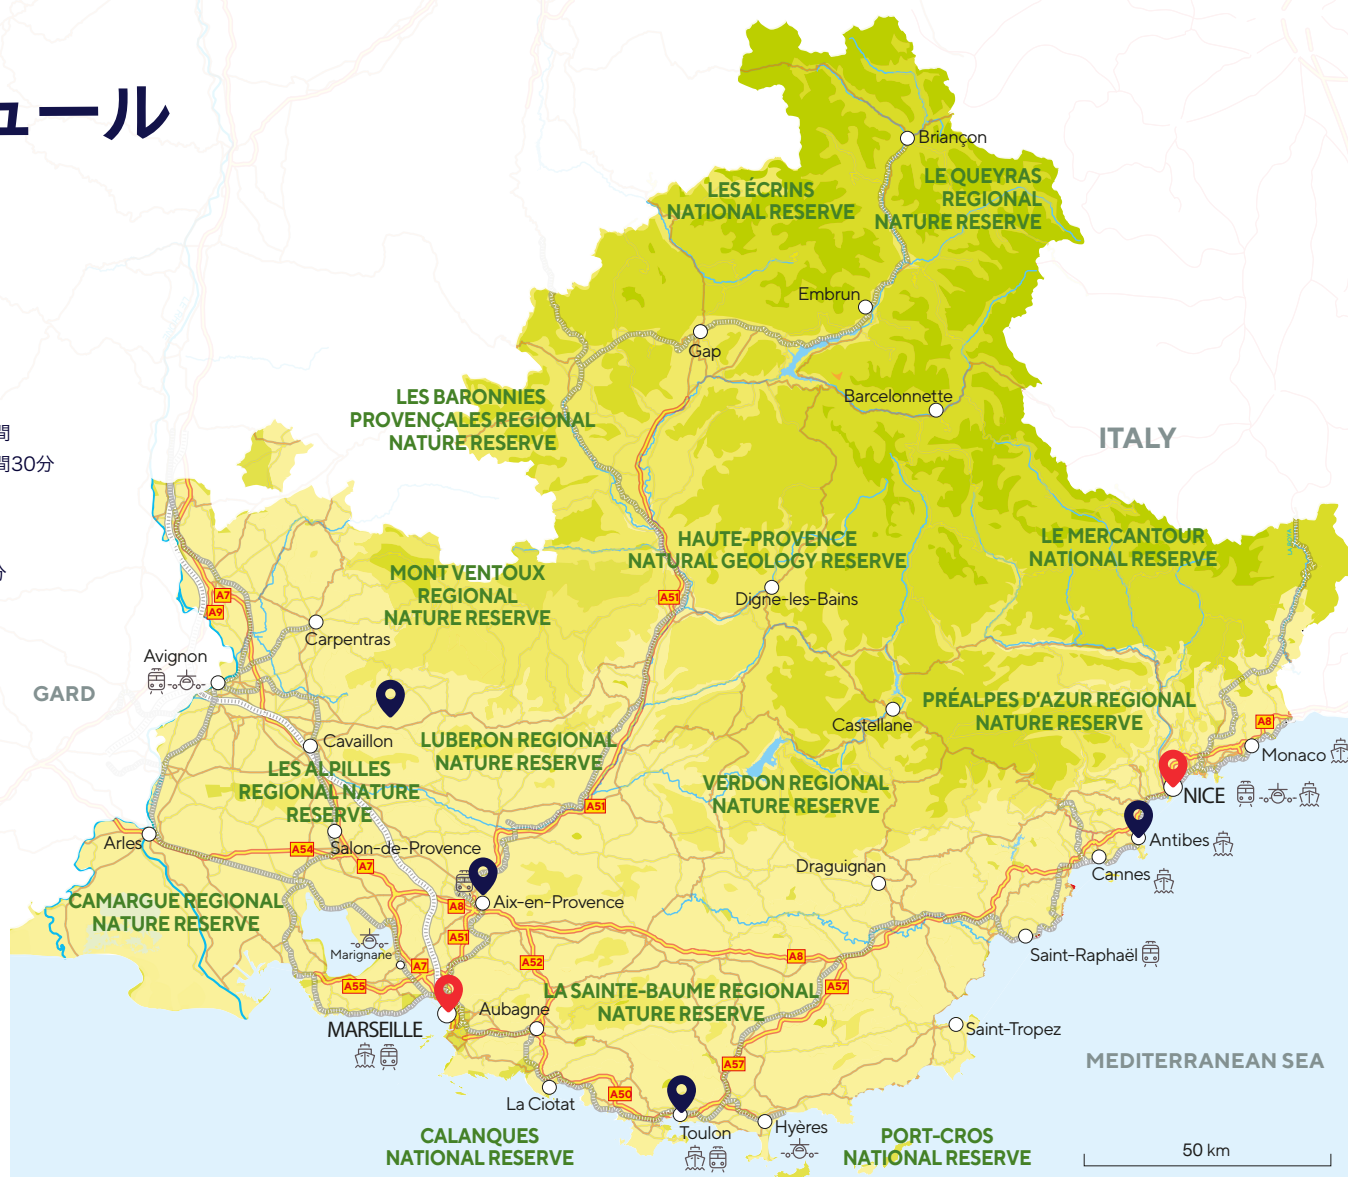 ュール
間
間30分
分
Briançon
LES ÉCRINS
NATIONAL RESERVE
LE QUEYRAS
REGIONAL
NATURE RESERVE
Embrun
Gap
Barcelonnette
LES BARONNIES
PROVENÇALES REGIONAL
NATURE RESERVE
ITALY
HAUTE-PROVENCE
NATURAL GEOLOGY RESERVE
LE MERCANTOUR
NATIONAL RESERVE
MONT VENTOUX
REGIONAL
NATURE RESERVE
A51
Digne-les-Bains
A7
A9
Carpentras
Avignon
GARD
Cavaillon
LUBERON REGIONAL
NATURE RESERVE
PRÉALPES D'AZUR REGIONAL
NATURE RESERVE
Castellane
A8
Monaco
LES ALPILLES
REGIONAL NATURE
RESERVE
VERDON REGIONAL
NATURE RESERVE
NICE
A51
Arles
Salon-de-Provence
A54
A7
Antibes
Cannes
Draguignan
CAMARGUE REGIONAL
NATURE RESERVE
A8
Aix-en-Provence
A51
Marignane
A7
A52
A8
Saint-Raphaël
A55
A57
LA SAINTE-BAUME REGIONAL
NATURE RESERVE
MARSEILLE
Aubagne
Saint-Tropez
MEDITERRANEAN SEA
A57
La Ciotat
A50
Toulon
Hyères
CALANQUES
NATIONAL RESERVE
PORT-CROS
NATIONAL RESERVE
50 km